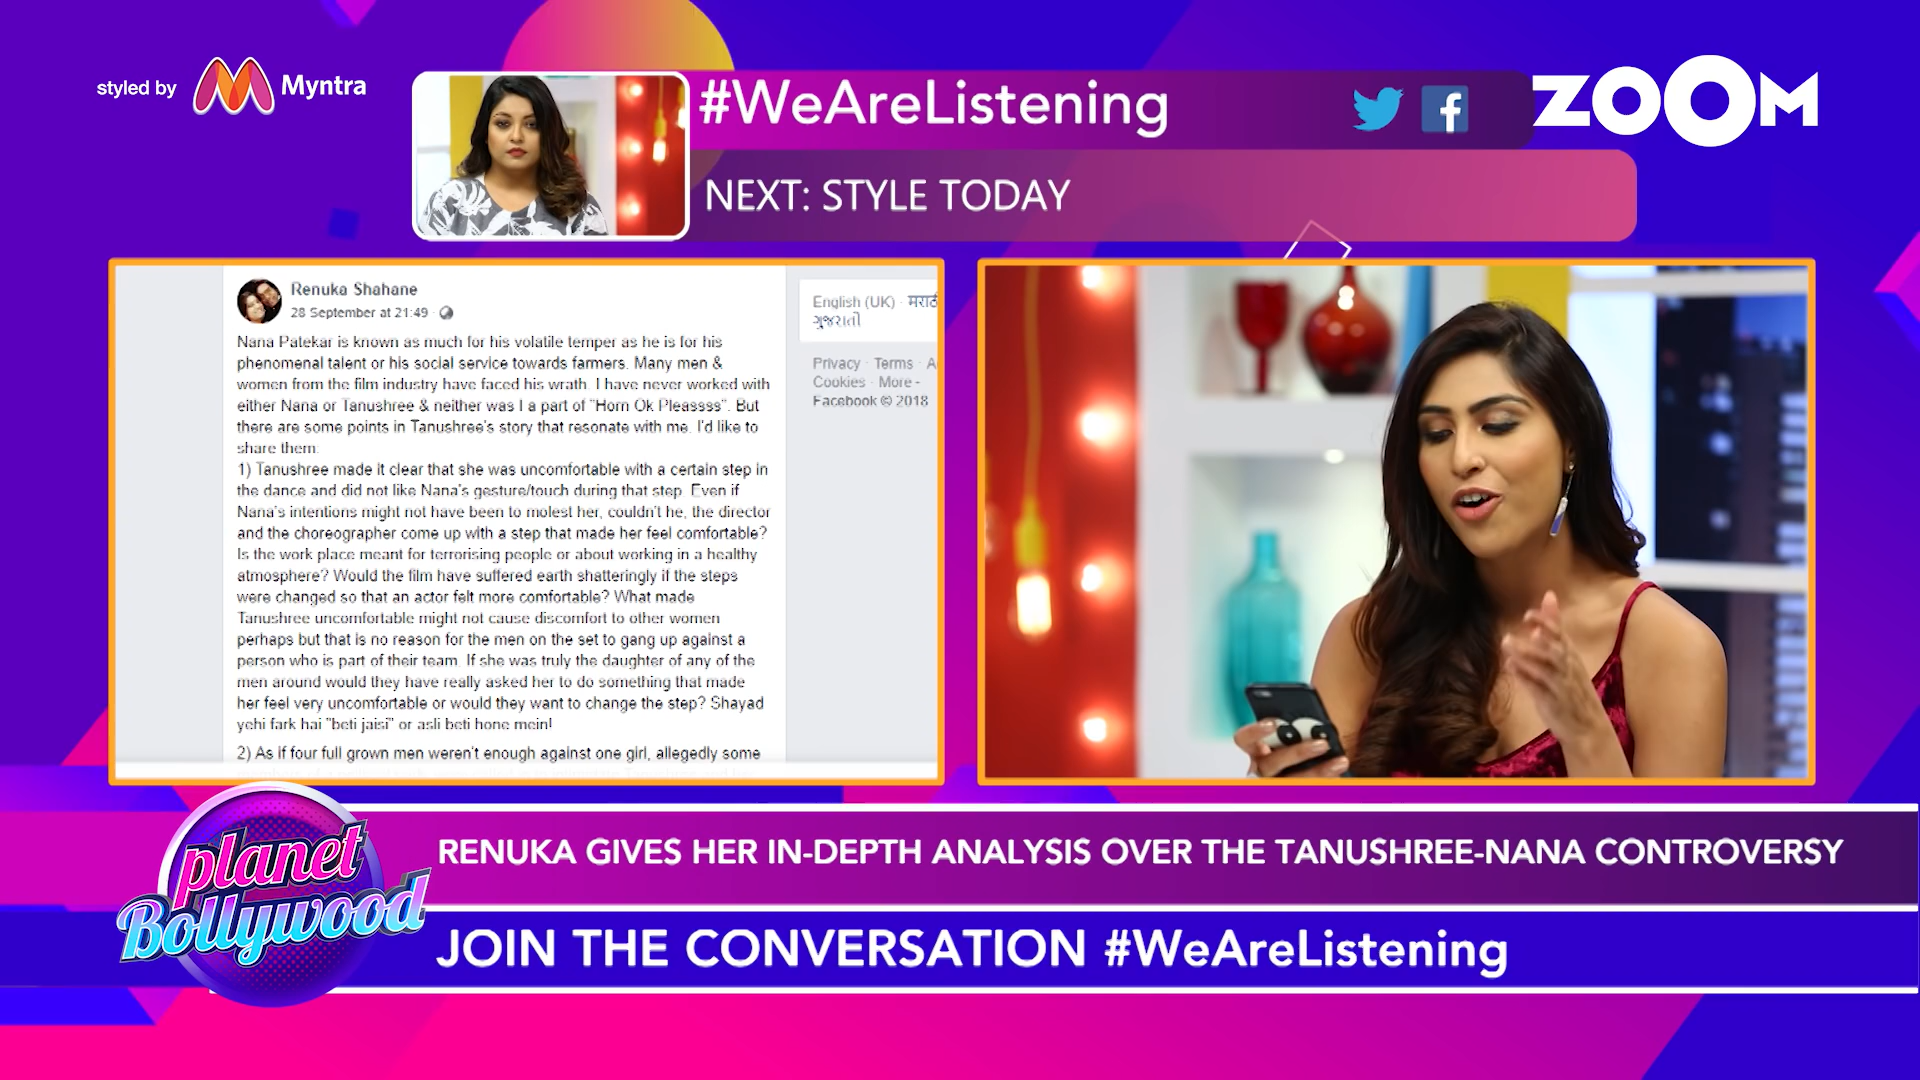 styled by Myntra
#WeAreListening
ZOOM
NEXT: STYLE TODAY
Renuka Shahane
28 September at 21:49 ·
Nana Patekar is known as much for his volatile temper as he is for his
phenomenal talent or his social service towards farmers. Many men &
women from the film industry have faced his wrath. I have never worked with
either Nana or Tanushree & neither was I a part of "Horn Ok Pleassss". But
there are some points in Tanushree's story that resonate with me. I'd like to
share them:
1) Tanushree made it clear that she was uncomfortable with a certain step in
the dance and did not like Nana's gesture/touch during that step. Even if
Nana's intentions might not have been to molest her, couldn't he, the director
and the choreographer come up with a step that made her feel comfortable?
Is the work place meant for terrorising people or about working in a healthy
atmosphere? Would the film have suffered earth shatteringly if the steps
were changed so that an actor felt more comfortable? What made
Tanushree uncomfortable might not cause discomfort to other women
perhaps but that is no reason for the men on the set to gang up against a
person who is part of their team. If she was truly the daughter of any of the
men around would they have really asked her to do something that made
her feel very uncomfortable or would they want to change the step? Shayad
yehi fark hai "beti jaisi" or asli beti hone mein!
2) As if four full grown men weren't enough against one girl, allegedly some
English (UK) · मराठी
ગુજરાતી
Privacy · Terms · A
Cookies · More -
Facebook © 2018
planet
Bollywood
RENUKA GIVES HER IN-DEPTH ANALYSIS OVER THE TANUSHREE-NANA CONTROVERSY
JOIN THE CONVERSATION #WeAreListening